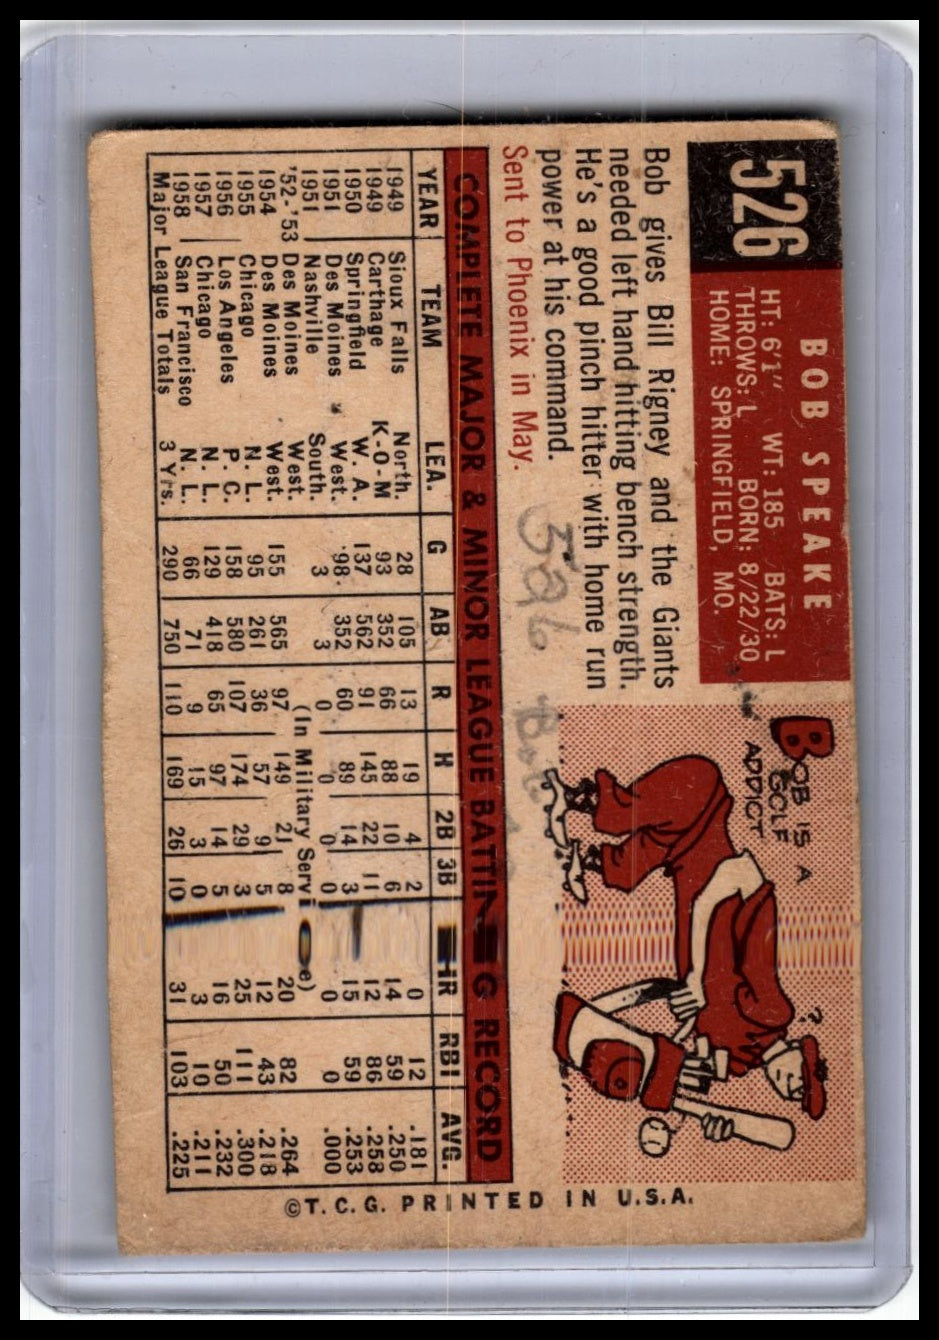 526
BOB SPEAKE
HT: 6'1" WT: 185 BATS: L
THROWS: L BORN: 8/22/30
HOME: SPRINGFIELD, MO.
Bob gives Bill Rigney and the Giants
needed left hand hitting bench strength.
He's a good pinch hitter with home run
power at his command.
Sent to Phoenix in May.
526
BOB IS A
GOLF
ADDICT
?
COMPLETE MAJOR & MINOR LEAGUE BATTING RECORD
YEAR TEAM LEA. G AB R H 2B 3B HR RBI AVG.
1949 Sioux Falls North. 28 105 13 19 4 2 0 12 .181
1949 Carthage K-O-M 93 352 66 88 10 6 14 59 .250
1950 Springfield W. A. 137 562 91 145 22 11 12 86 .258
1951 Des Moines West. 98 352 60 89 14 3 15 59 .253
1951 Nashville South. 3 3 0 0 0 0 0 0 .000
'52-'53 Des Moines West. (In Military Service)
1954 Des Moines West. 155 565 97 149 21 8 20 82 .264
1955 Chicago N. L. 95 261 36 57 9 5 12 43 .218
1956 Los Angeles P. C. 158 580 107 174 29 3 25 111 .300
1957 Chicago N. L. 129 418 65 97 14 5 16 50 .232
1958 San Francisco N. L. 66 71 9 15 3 0 3 10 .211
Major League Totals 3 Yrs. 290 750 110 169 26 10 31 103 .225
©T.C.G. PRINTED IN U.S.A.